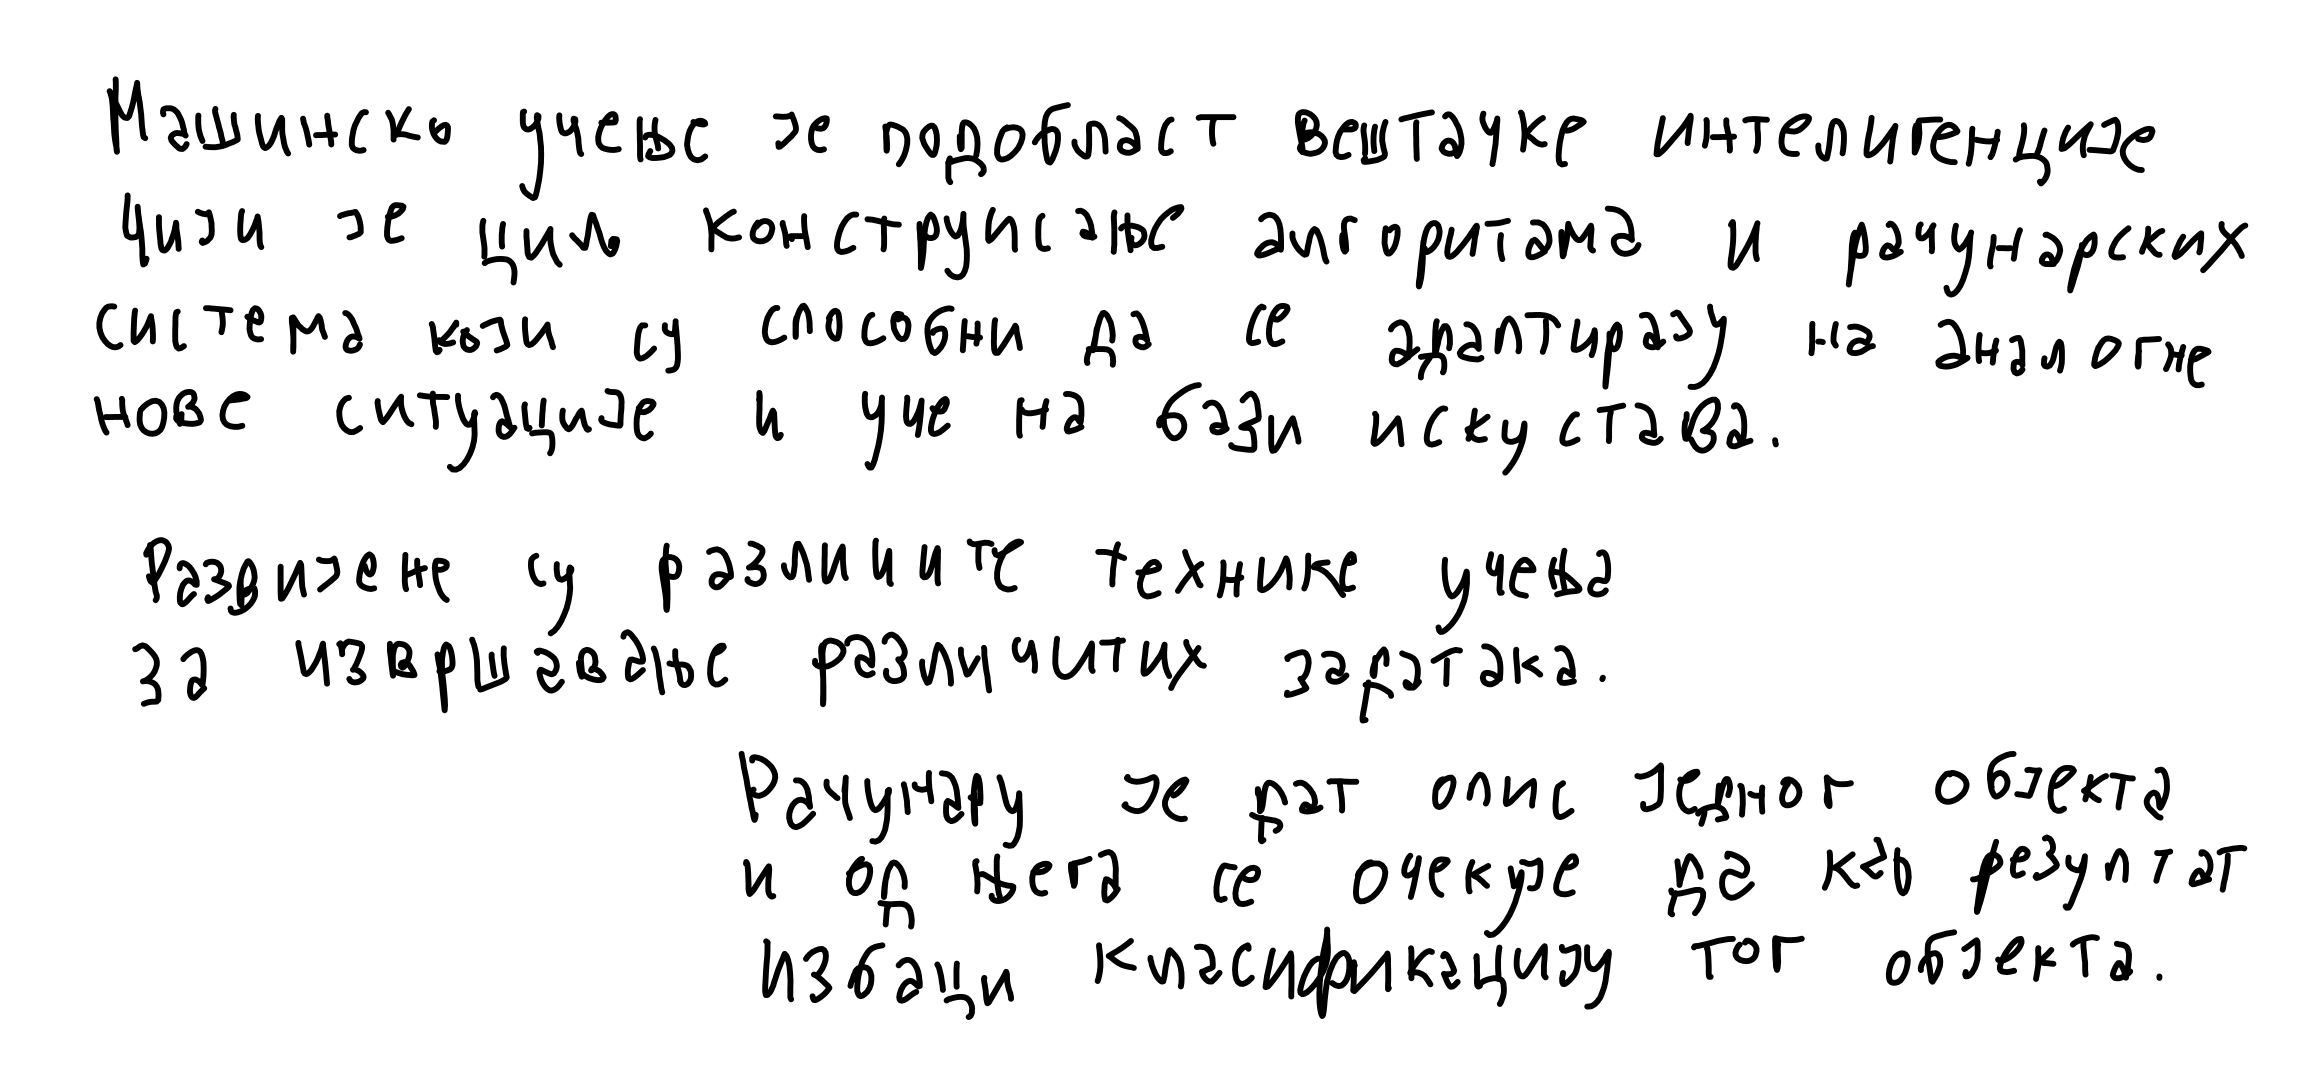 Машинско учење је подобласт вештачке интелигенције
чији је циљ конструисање алгоритама и рачунарских
система који су способни да се адаптирају на аналогне
нове ситуације и уче на бази искустава.
Развијене су различите технике учења
за извршавање различитих задатака.
Рачунару је дат опис једног објекта
и од њега се очекује да као резултат
избаци класификацију тог објекта.